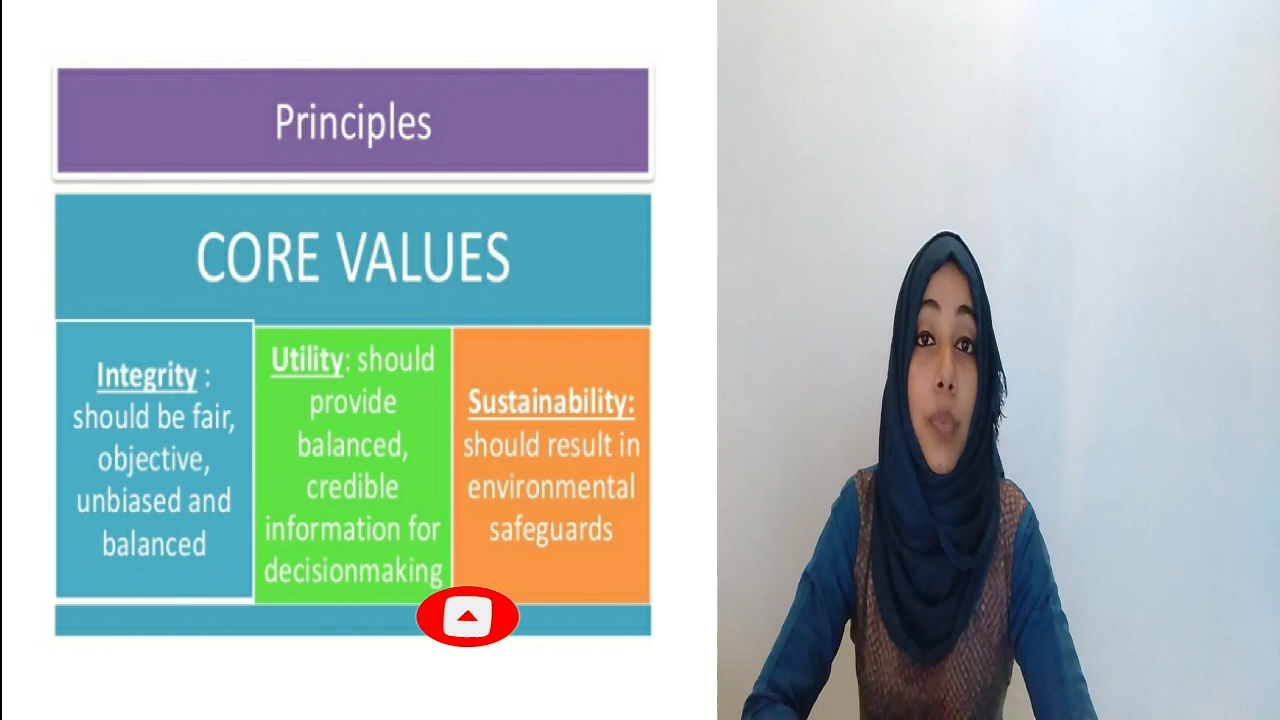 Principles
CORE VALUES
Integrity :
should be fair,
objective,
unbiased and
balanced
Utility: should
provide
balanced,
credible
information for
decisionmaking
Sustainability:
should result in
environmental
safeguards